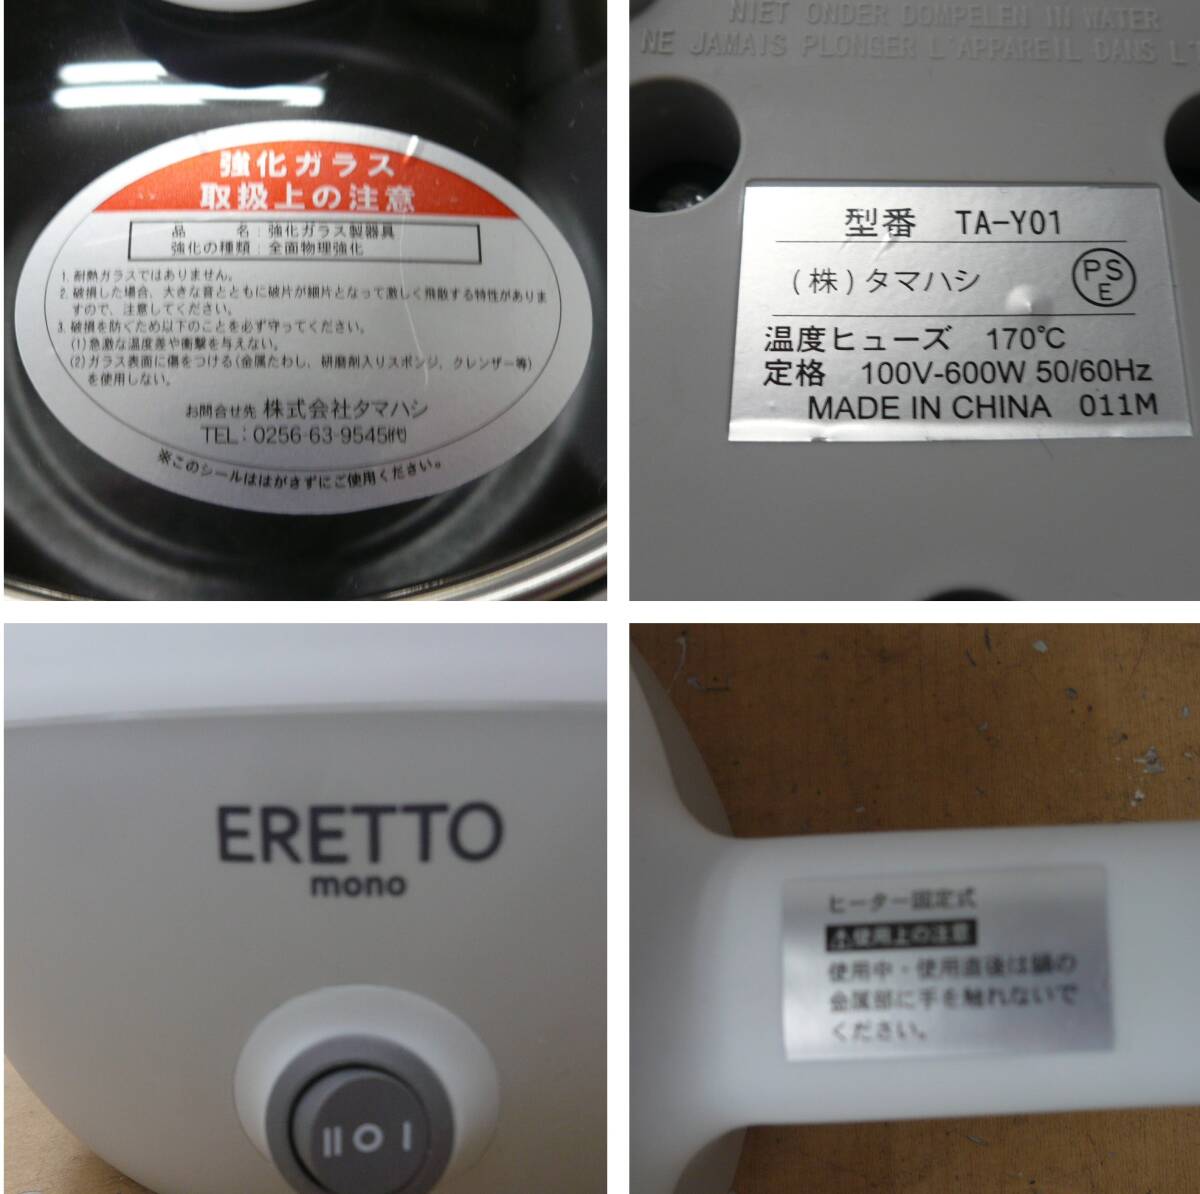 強化ガラス
取扱上の注意
品　　名：強化ガラス製器具
強化の種類：全面物理強化
1. 耐熱ガラスではありません。
2. 破損した場合、大きな音とともに破片が細片となって激しく飛散する特性がありま
すので、注意してください。
3. 破損を防ぐため以下のことを必ず守ってください。
(1)急激な温度差や衝撃を与えない。
(2)ガラス表面に傷をつける(金属たわし、研磨剤入りスポンジ、クレンザー等)
を使用しない。
お問合せ先 株式会社タマハシ
TEL：0256-63-9545㈹
※このシールははがさずにご使用ください。
NIET ONDER DOMPELEN IN WATER
NE JAMAIS PLONGER L'APPAREIL DANS L'
型番 TA-Y01
(株)タマハシ
PS
E
温度ヒューズ 170℃
定格 100V-600W 50/60Hz
MADE IN CHINA 011M
ERETTO
mono
II O I
ヒーター固定式
⚠使用上の注意
使用中・使用直後は鍋の
金属部に手を触れないで
ください。